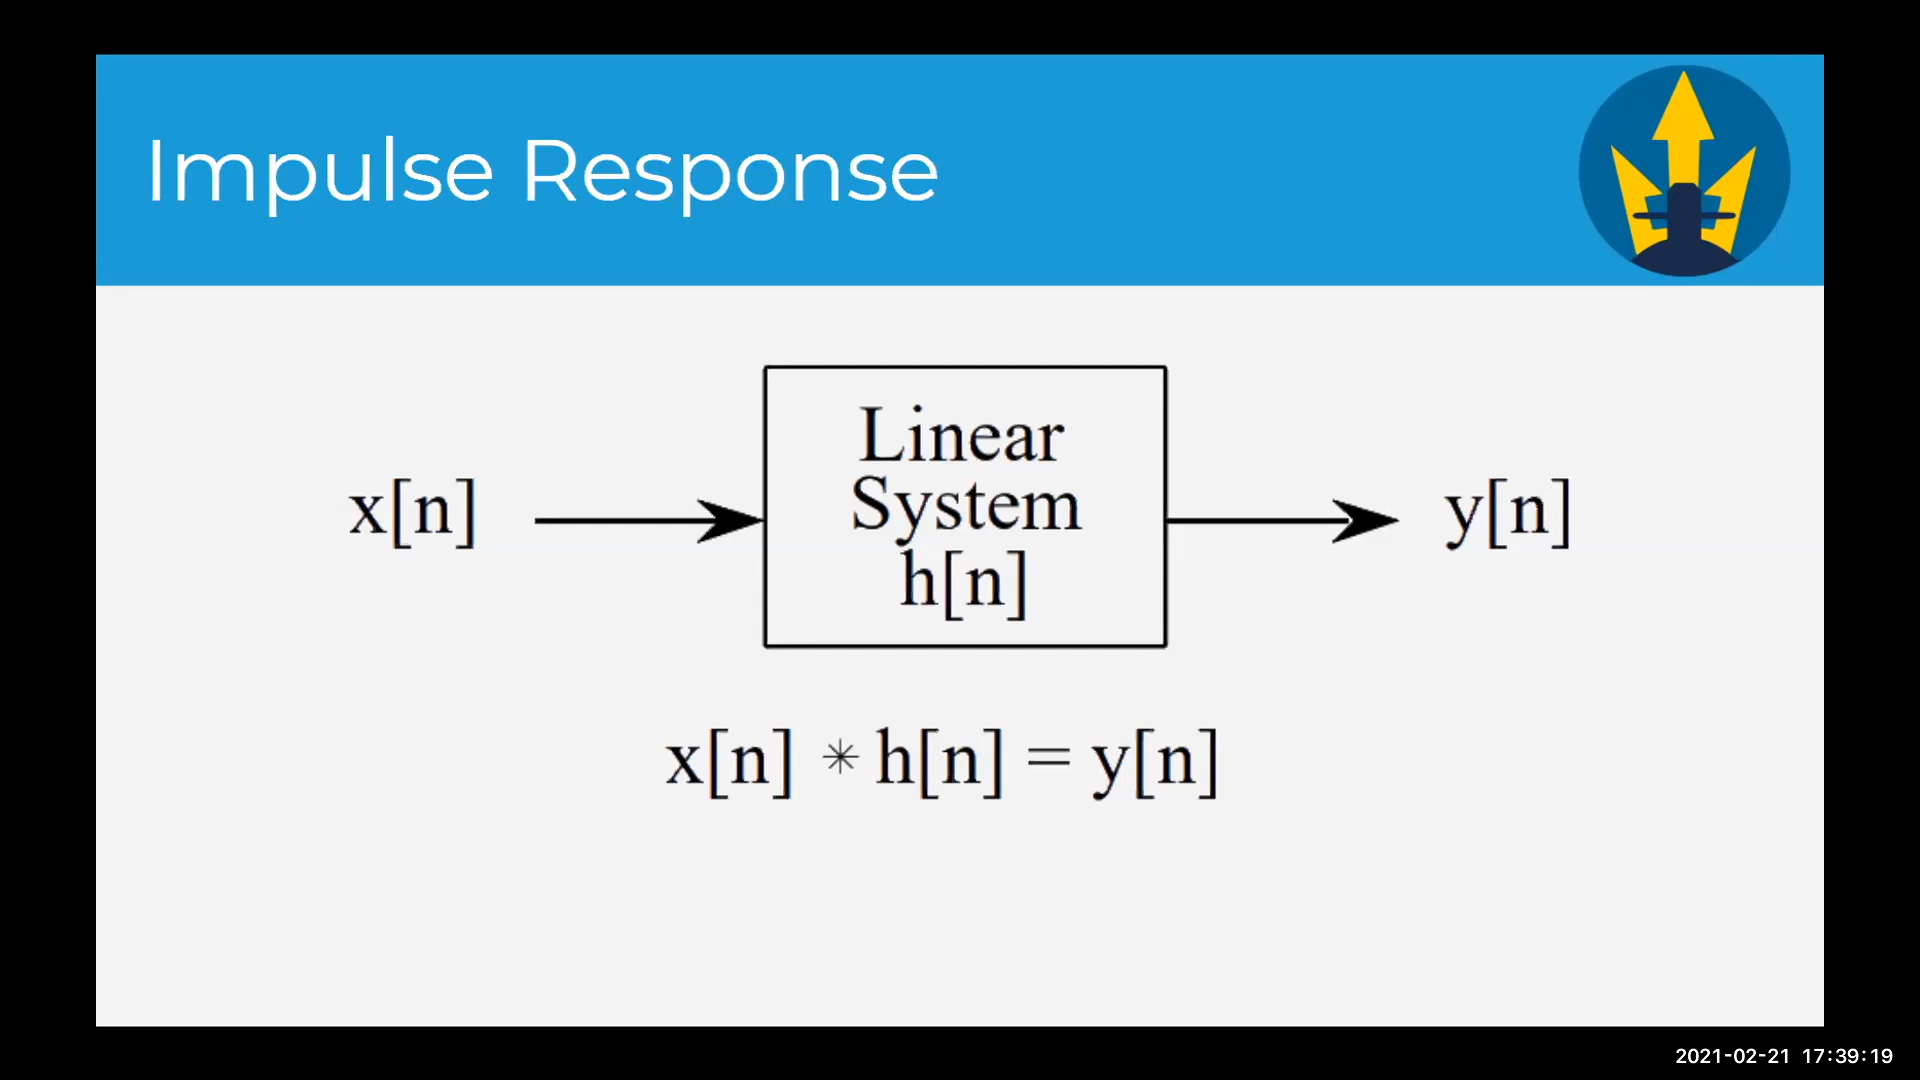 Impulse Response
Linear
System
h[n]
x[n]
y[n]
x[n] * h[n] = y[n]
2021-02-21 17:39:19